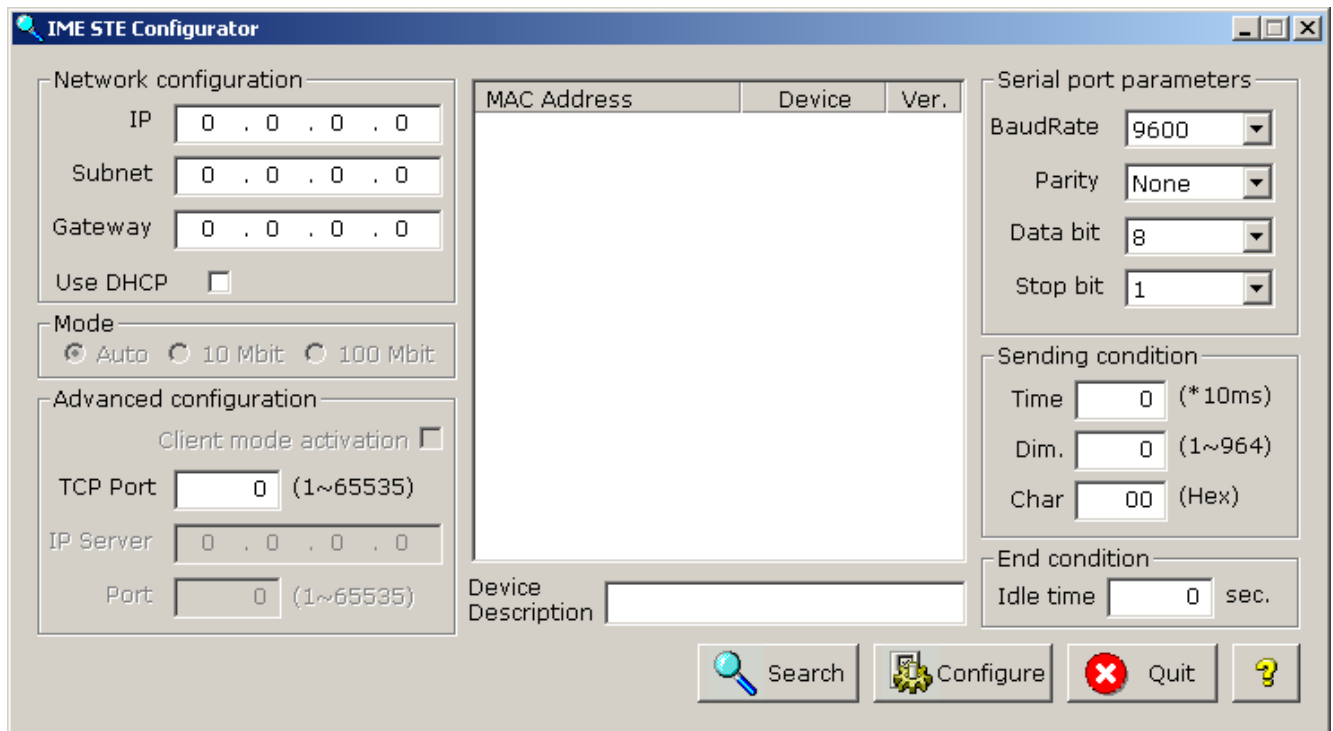 IME STE Configurator
Network configuration
IP 0 . 0 . 0 . 0
Subnet 0 . 0 . 0 . 0
Gateway 0 . 0 . 0 . 0
Use DHCP
Mode
Auto 10 Mbit 100 Mbit
Advanced configuration
Client mode activation
TCP Port 0 (1~65535)
IP Server 0 . 0 . 0 . 0
Port 0 (1~65535)
MAC Address Device Ver.
Device
Description
Serial port parameters
BaudRate 9600
Parity None
Data bit 8
Stop bit 1
Sending condition
Time 0 (*10ms)
Dim. 0 (1~964)
Char 00 (Hex)
End condition
Idle time 0 sec.
Search Configure Quit ?